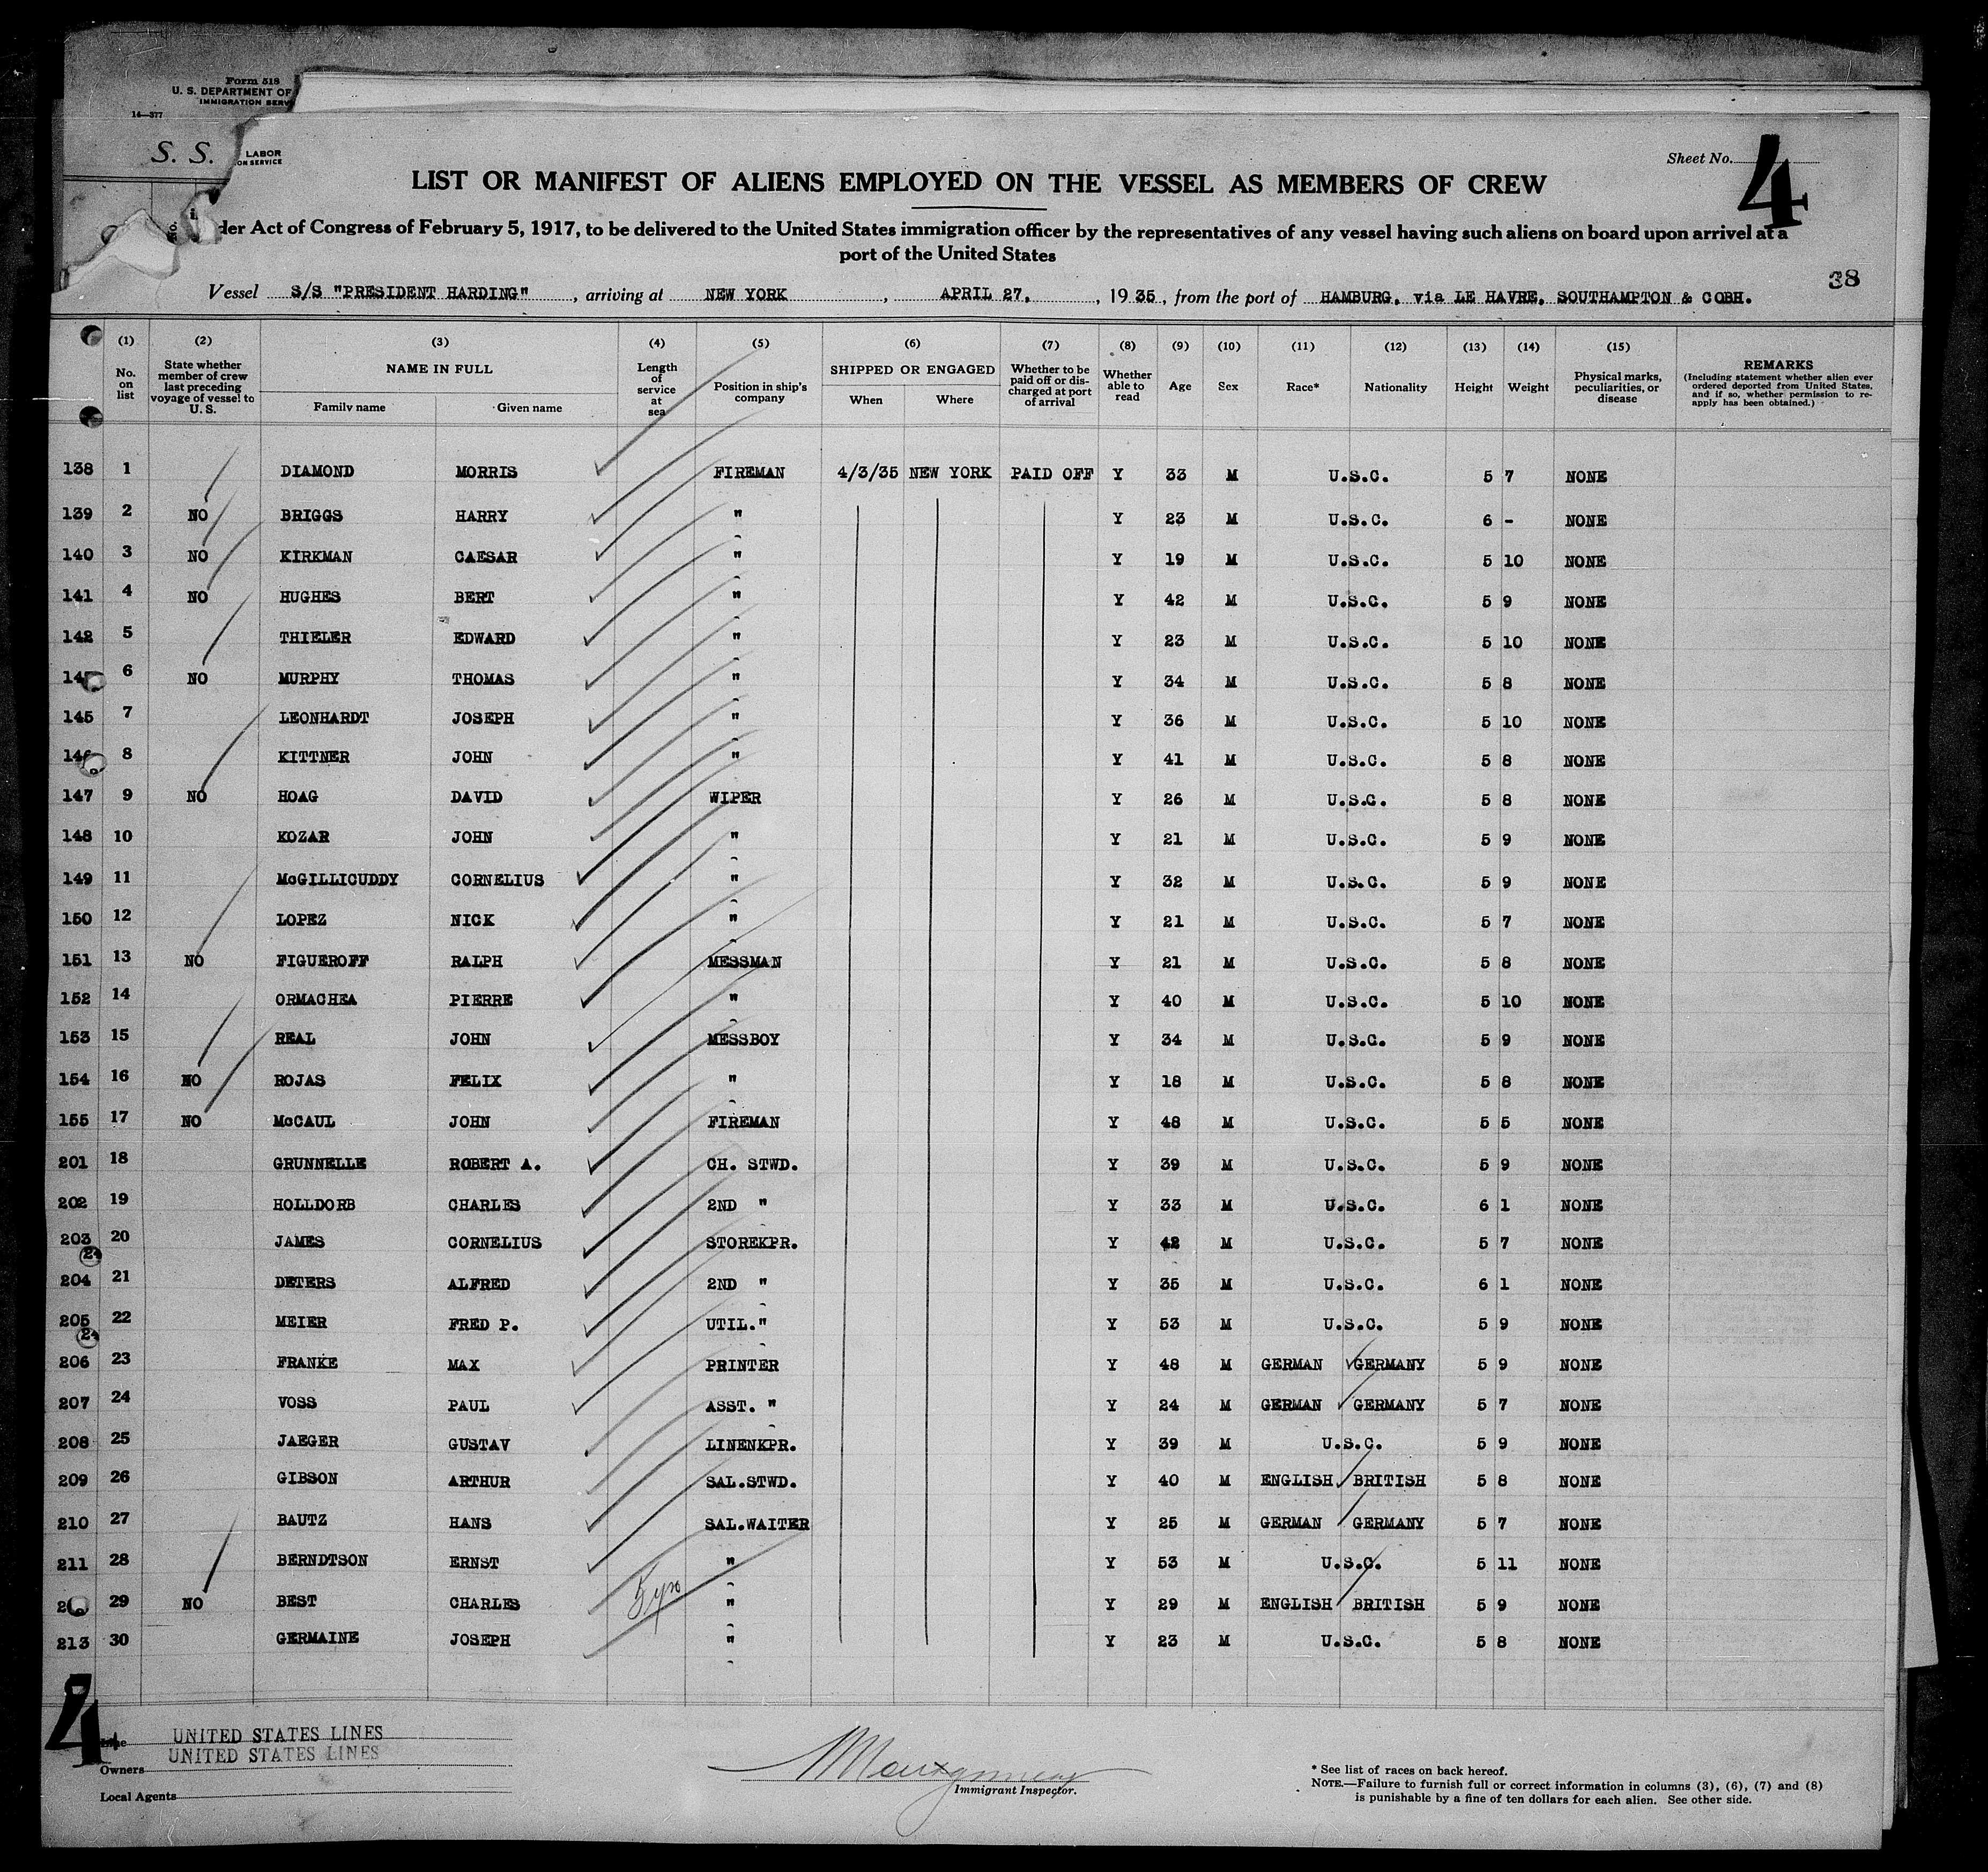 Form 518
U. S. DEPARTMENT OF
IMMIGRATION SERV
14—377
S. S.
LABOR
ON SERVICE
Sheet No. 4
LIST OR MANIFEST OF ALIENS EMPLOYED ON THE VESSEL AS MEMBERS OF CREW
der Act of Congress of February 5, 1917, to be delivered to the United States immigration officer by the representatives of any vessel having such aliens on board upon arrival at a
port of the United States
38
Vessel S/S "PRESIDENT HARDING", arriving at NEW YORK, APRIL 27, 1935, from the port of HAMBURG, via LE HAVRE, SOUTHAMPTON & COBH.
(1) (2) (3) (4) (5) (6) (7) (8) (9) (10) (11) (12) (13) (14) (15)
No. on list | State whether member of crew last preceding voyage of vessel to U. S. | NAME IN FULL Family name Given name | Length of service at sea | Position in ship's company | SHIPPED OR ENGAGED When Where | Whether to be paid off or discharged at port of arrival | Whether able to read | Age | Sex | Race* | Nationality | Height | Weight | Physical marks, peculiarities, or disease | REMARKS (Including statement whether alien ever ordered deported from United States, and if so, whether permission to re-apply has been obtained.)
138 1 DIAMOND MORRIS FIREMAN 4/3/35 NEW YORK PAID OFF Y 33 M U.S.C. 5 7 NONE
139 2 NO BRIGGS HARRY " Y 23 M U.S.C. 6 - NONE
140 3 NO KIRKMAN CAESAR " Y 19 M U.S.C. 5 10 NONE
141 4 NO HUGHES BERT " Y 42 M U.S.C. 5 9 NONE
142 5 THIELER EDWARD " Y 23 M U.S.C. 5 10 NONE
6 NO MURPHY THOMAS " Y 34 M U.S.C. 5 8 NONE
145 7 LEONHARDT JOSEPH " Y 36 M U.S.C. 5 10 NONE
146 8 KITTNER JOHN " Y 41 M U.S.C. 5 8 NONE
147 9 NO HOAG DAVID WIPER Y 26 M U.S.C. 5 8 NONE
148 10 KOZAR JOHN " Y 21 M U.S.C. 5 9 NONE
149 11 McGILLICUDDY CORNELIUS " Y 32 M U.S.C. 5 9 NONE
150 12 LOPEZ NICK " Y 21 M U.S.C. 5 7 NONE
151 13 NO FIGUEROFF RALPH MESSMAN Y 21 M U.S.C. 5 8 NONE
152 14 ORMACHEA PIERRE " Y 40 M U.S.C. 5 10 NONE
153 15 REAL JOHN MESSBOY Y 34 M U.S.C. 5 9 NONE
154 16 NO ROJAS FELIX " Y 18 M U.S.C. 5 8 NONE
155 17 NO McCAUL JOHN FIREMAN Y 48 M U.S.C. 5 5 NONE
201 18 GRUNNELLE ROBERT A. CH. STWD. Y 39 M U.S.C. 5 9 NONE
202 19 HOLLDORB CHARLES 2ND " Y 33 M U.S.C. 6 1 NONE
203 20 JAMES CORNELIUS STOREKPR. Y 42 M U.S.C. 5 7 NONE
204 21 DETERS ALFRED 2ND " Y 35 M U.S.C. 6 1 NONE
205 22 MEIER FRED P. UTIL." Y 53 M U.S.C. 5 9 NONE
206 23 FRANKE MAX PRINTER Y 48 M GERMAN GERMANY 5 9 NONE
207 24 VOSS PAUL ASST. " Y 24 M GERMAN GERMANY 5 7 NONE
208 25 JAEGER GUSTAV LINENKPR. Y 39 M U.S.C. 5 9 NONE
209 26 GIBSON ARTHUR SAL.STWD. Y 40 M ENGLISH BRITISH 5 8 NONE
210 27 BAUTZ HANS SAL.WAITER Y 25 M GERMAN GERMANY 5 7 NONE
211 28 BERNDTSON ERNST " Y 53 M U.S.C. 5 11 NONE
29 NO BEST CHARLES 5 yrs " Y 29 M ENGLISH BRITISH 5 9 NONE
213 30 GERMAINE JOSEPH " Y 23 M U.S.C. 5 8 NONE
4
Line UNITED STATES LINES
UNITED STATES LINES
Owners
Local Agents
Montgomery
Immigrant Inspector.
* See list of races on back hereof.
NOTE.—Failure to furnish full or correct information in columns (3), (6), (7) and (8)
is punishable by a fine of ten dollars for each alien. See other side.